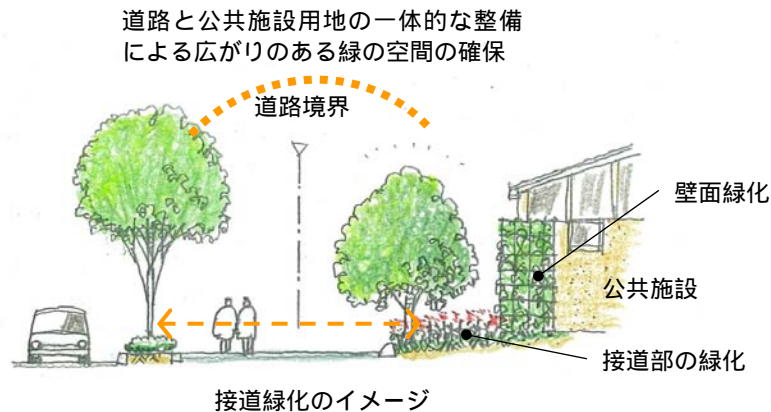 道路と公共施設用地の一体的な整備
による広がりのある緑の空間の確保
道路境界
壁面緑化
公共施設
接道部の緑化
接道緑化のイメージ